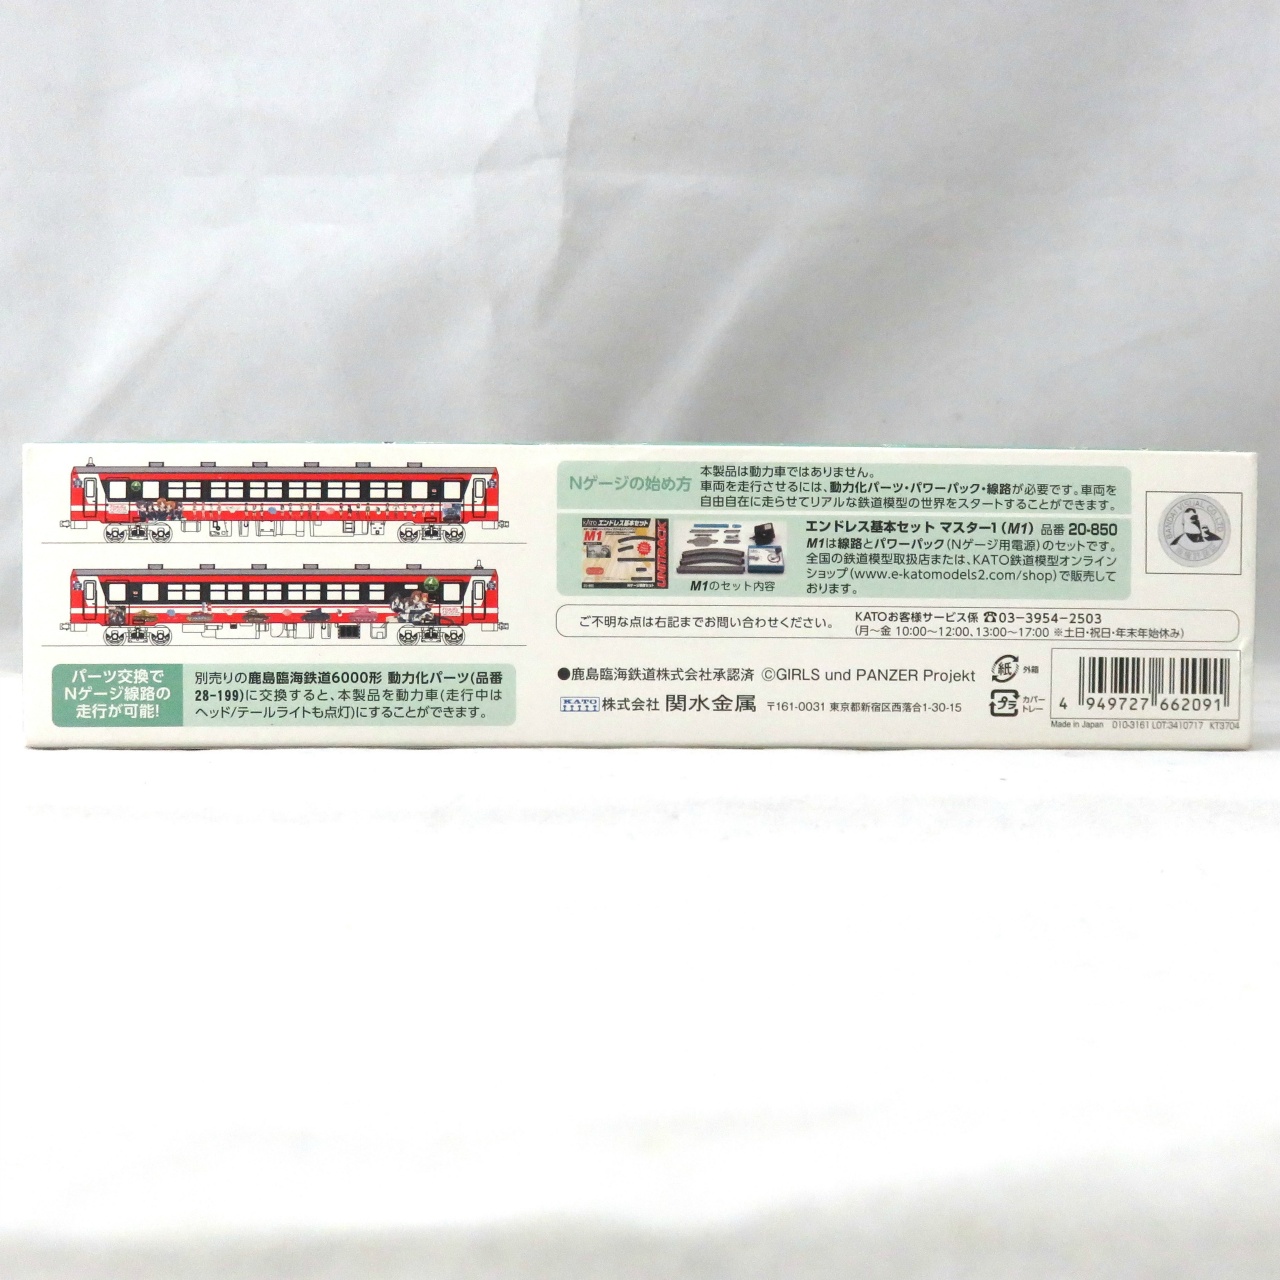 パーツ交換で
Nゲージ線路の
走行が可能!
別売りの鹿島臨海鉄道6000形 動力化パーツ(品番
28-199)に交換すると、本製品を動力車(走行中は
ヘッド/テールライトも点灯)にすることができます。
Nゲージの始め方
本製品は動力車ではありません。
車両を走行させるには、動力化パーツ・パワーパック・線路が必要です。車両を
自由自在に走らせてリアルな鉄道模型の世界をスタートすることができます。
KATO エンドレス基本セット
M1
UNITRACK
M1のセット内容
エンドレス基本セット マスター1(M1) 品番 20-850
M1は線路とパワーパック(Nゲージ用電源)のセットです。
全国の鉄道模型取扱店または、KATO鉄道模型オンライン
ショップ(www.e-katomodels2.com/shop)で販売して
おります。
ご不明な点は右記までお問い合わせください。
KATOお客様サービス係 ☎03-3954-2503
(月〜金 10:00〜12:00、13:00〜17:00 ※土日・祝日・年末年始休み)
●鹿島臨海鉄道株式会社承認済 ©GIRLS und PANZER Projekt
KATO 株式会社 関水金属 〒161-0031 東京都新宿区西落合1-30-15
紙 外箱
プラ カバー
トレー
4 949727 662091
Made in Japan D10-3161 LOT:3410717 KT3704